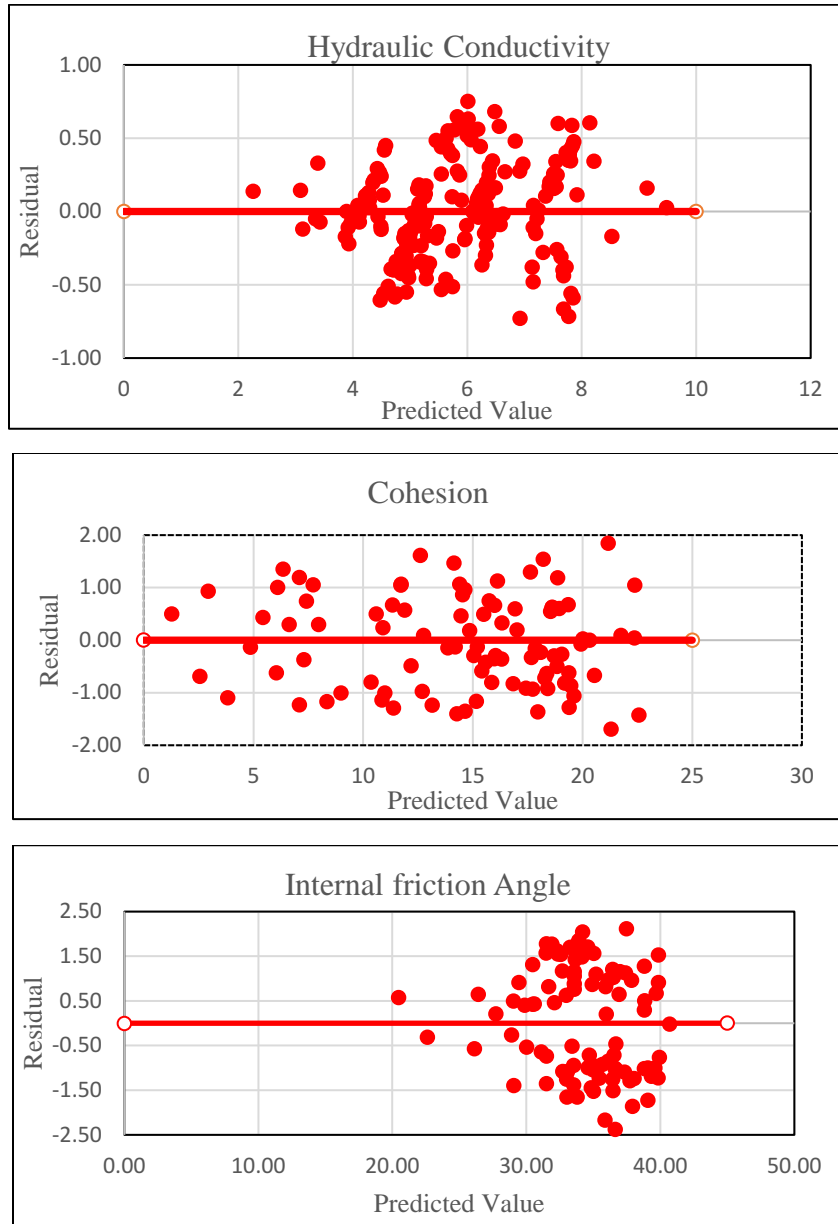 Hydraulic Conductivity
1.00
0.50
0.00
-0.50
-1.00
Residual
0 2 4 6 8 10 12
Predicted Value
Cohesion
2.00
1.00
0.00
-1.00
-2.00
Residual
0 5 10 15 20 25 30
Predicted Value
Internal friction Angle
2.50
1.50
0.50
-0.50
-1.50
-2.50
Residual
0.00 10.00 20.00 30.00 40.00 50.00
Predicted Value